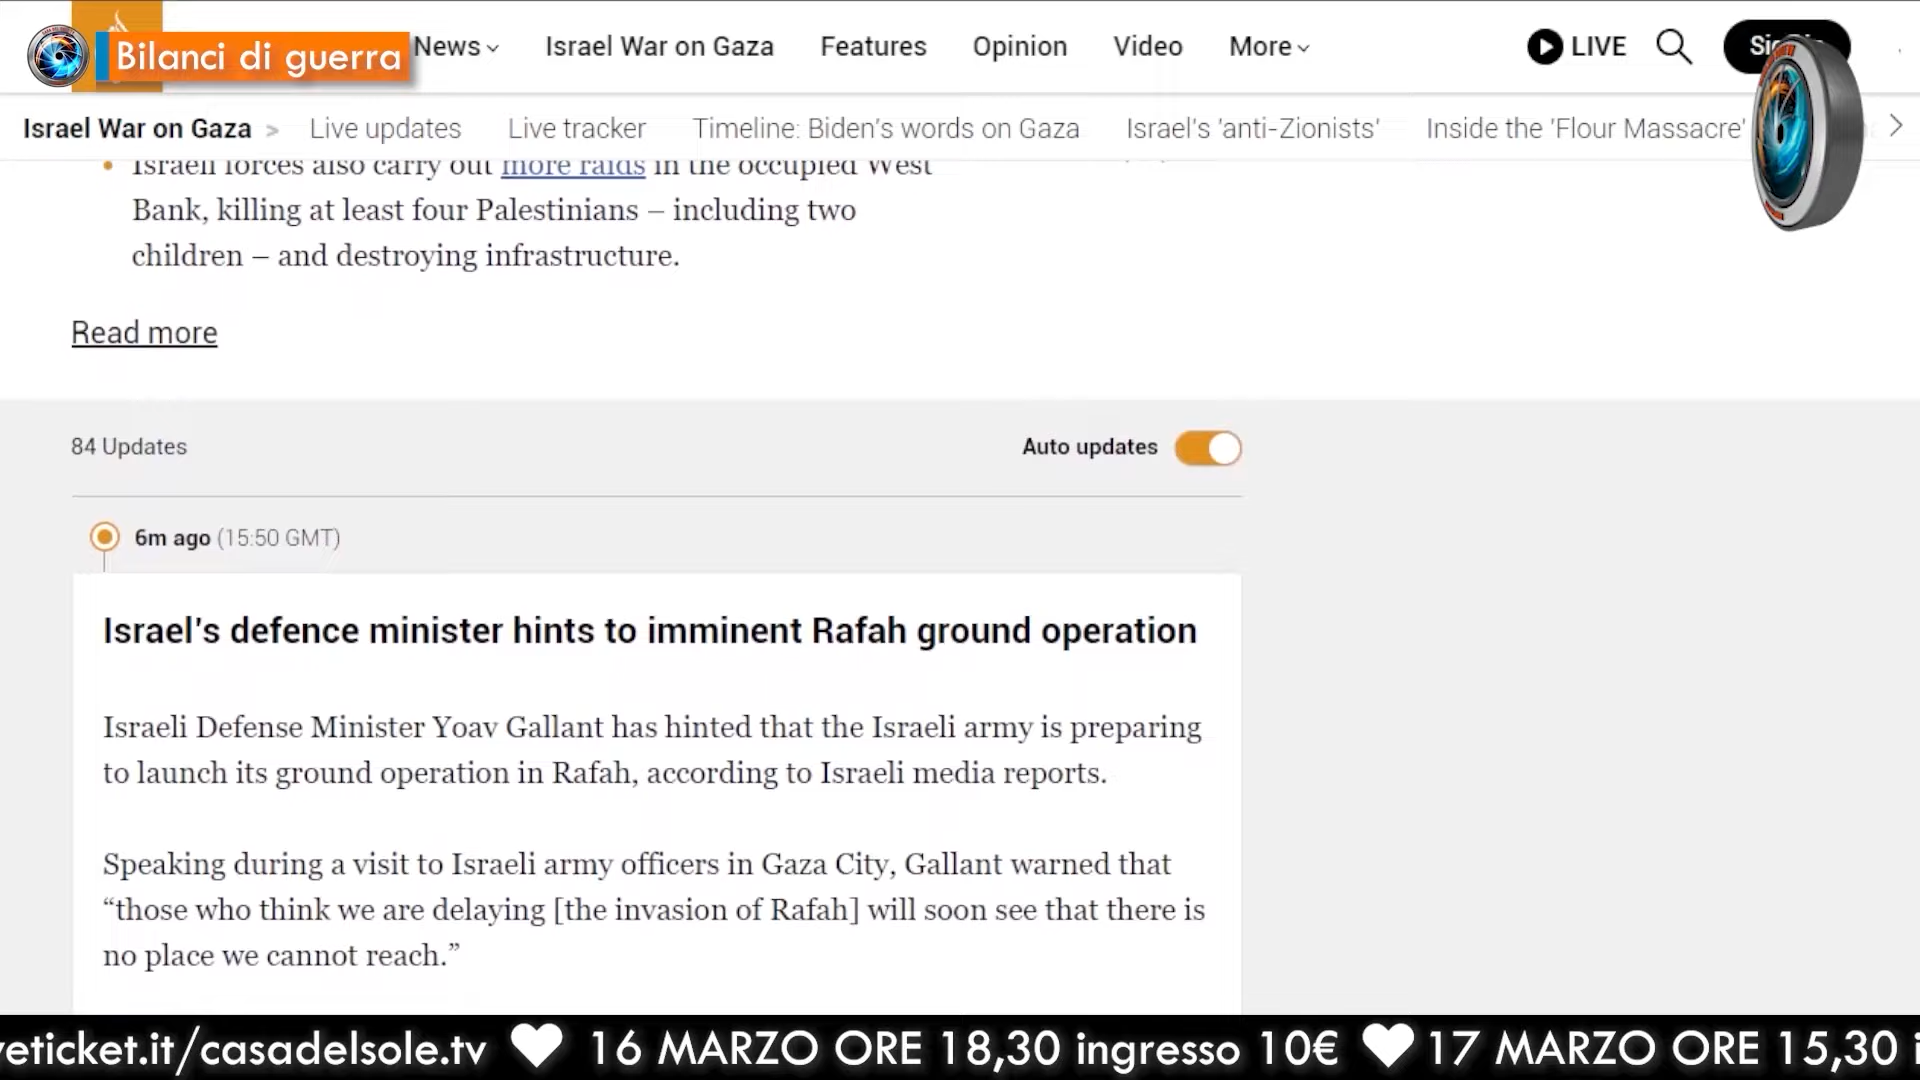 Bilanci di guerra
News Israel War on Gaza Features Opinion Video More LIVE
Israel War on Gaza > Live updates Live tracker Timeline: Biden's words on Gaza Israel's 'anti-Zionists' Inside the 'Flour Massacre'
Israeli forces also carry out more raids in the occupied West
Bank, killing at least four Palestinians – including two
children – and destroying infrastructure.
Read more
84 Updates Auto updates
6m ago (15:50 GMT)
Israel's defence minister hints to imminent Rafah ground operation
Israeli Defense Minister Yoav Gallant has hinted that the Israeli army is preparing
to launch its ground operation in Rafah, according to Israeli media reports.
Speaking during a visit to Israeli army officers in Gaza City, Gallant warned that
“those who think we are delaying [the invasion of Rafah] will soon see that there is
no place we cannot reach.”
veticket.it/casadelsole.tv 16 MARZO ORE 18,30 ingresso 10€ 17 MARZO ORE 15,30